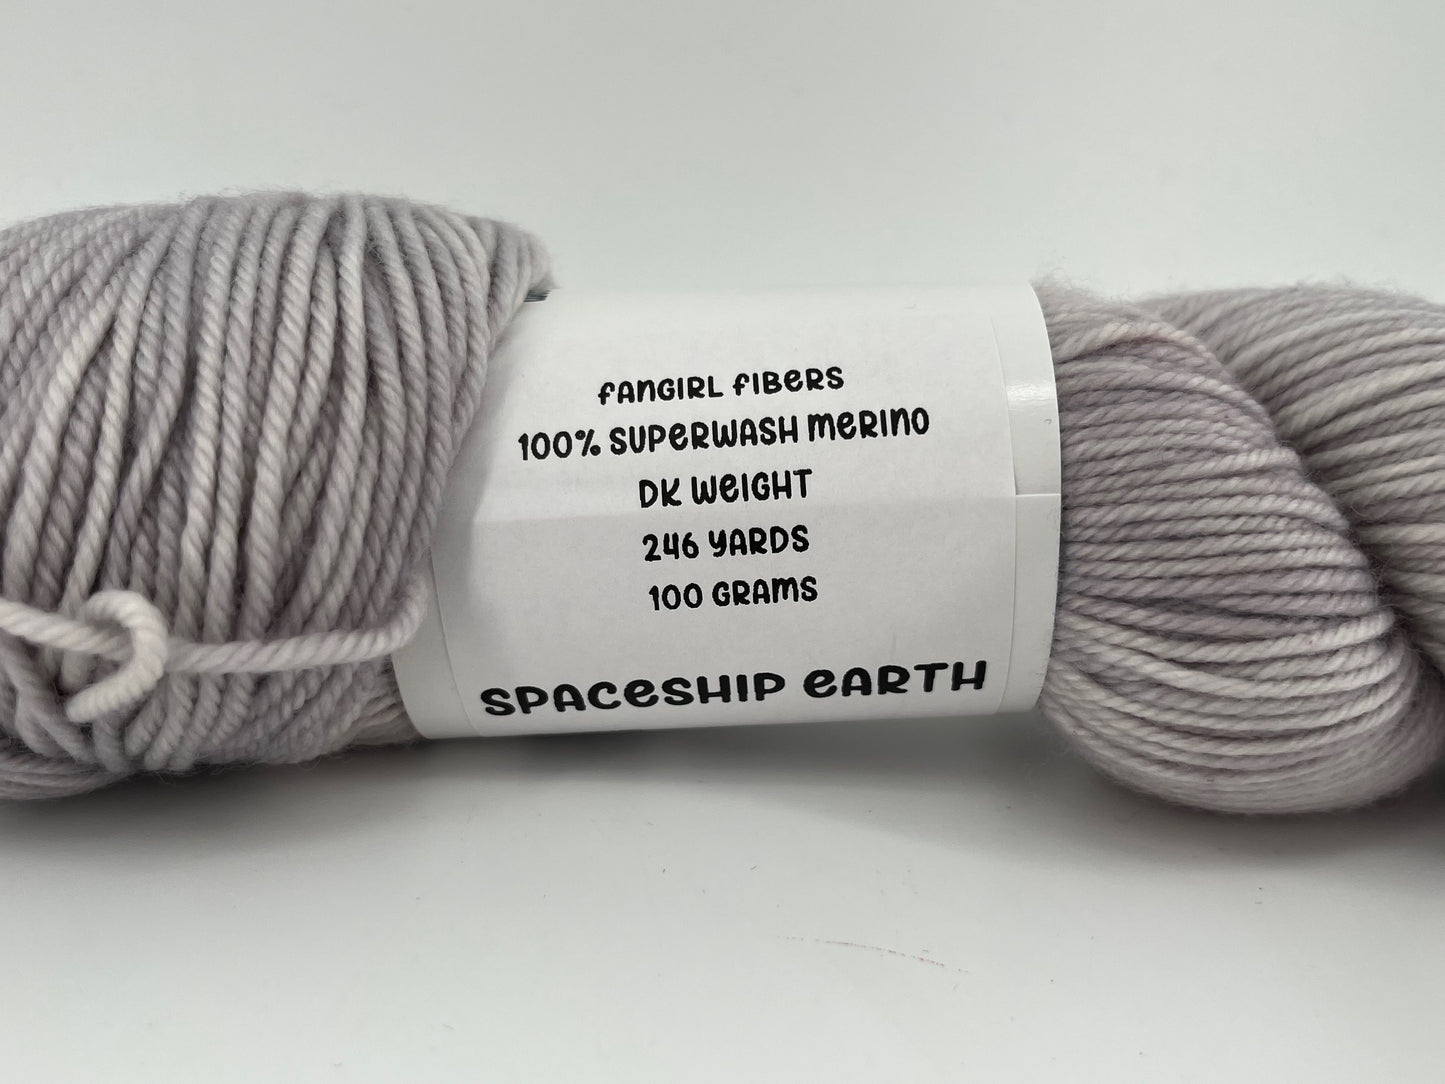 FANGIRL FIBERS
100% SUPERWASH MERINO
DK WEIGHT
246 YARDS
100 GRAMS
SPACESHIP EARTH